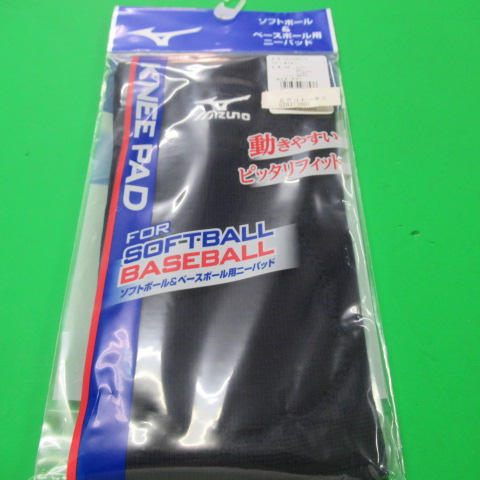 ソフトボール
&
ベースボール用
ニーパッド
MIZUNO
KNEE PAD
動きやすい
ピッタリフィット
FOR
SOFTBALL
BASEBALL
ソフトボール&ベースボール用ニーパッド